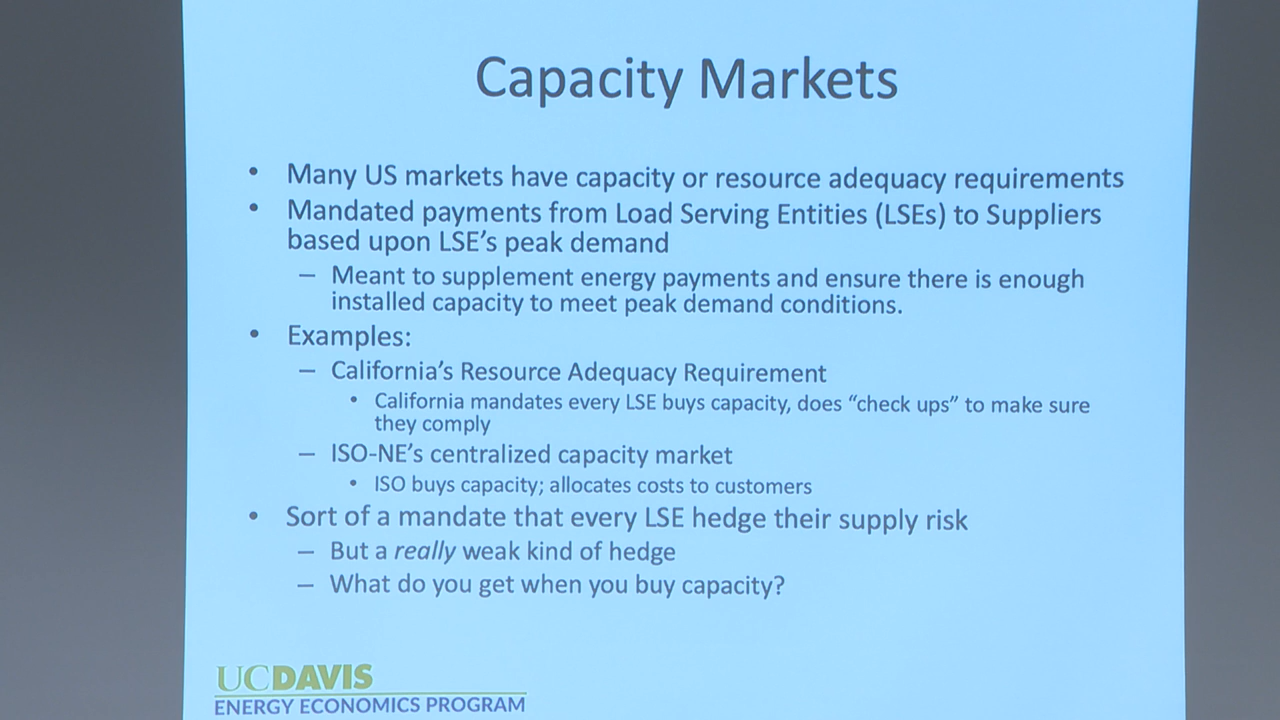 Capacity Markets
• Many US markets have capacity or resource adequacy requirements
• Mandated payments from Load Serving Entities (LSEs) to Suppliers
based upon LSE's peak demand
– Meant to supplement energy payments and ensure there is enough
installed capacity to meet peak demand conditions.
• Examples:
– California's Resource Adequacy Requirement
• California mandates every LSE buys capacity, does “check ups” to make sure
they comply
– ISO-NE's centralized capacity market
• ISO buys capacity; allocates costs to customers
• Sort of a mandate that every LSE hedge their supply risk
– But a really weak kind of hedge
– What do you get when you buy capacity?
UCDAVIS
ENERGY ECONOMICS PROGRAM